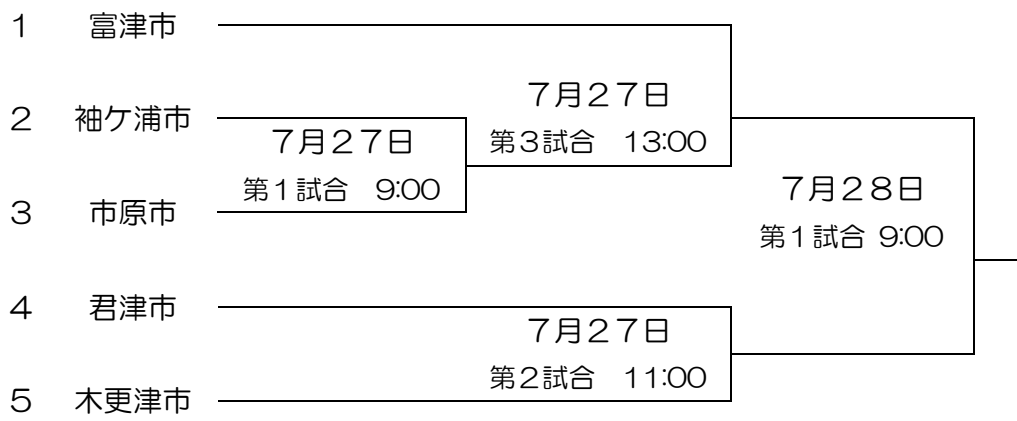 １　富津市
７月２７日
２　袖ケ浦市
７月２７日
第３試合　13:00
第１試合　9:00
７月２８日
３　市原市
第１試合 9:00
４　君津市
７月２７日
第２試合　11:00
５　木更津市